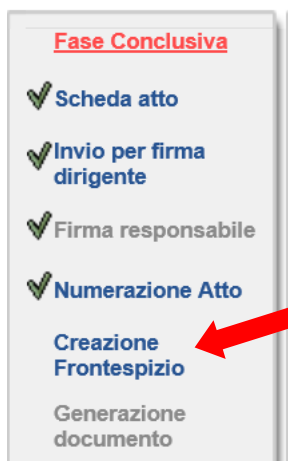 Fase Conclusiva
Scheda atto
Invio per firma
dirigente
Firma responsabile
Numerazione Atto
Creazione
Frontespizio
Generazione
documento